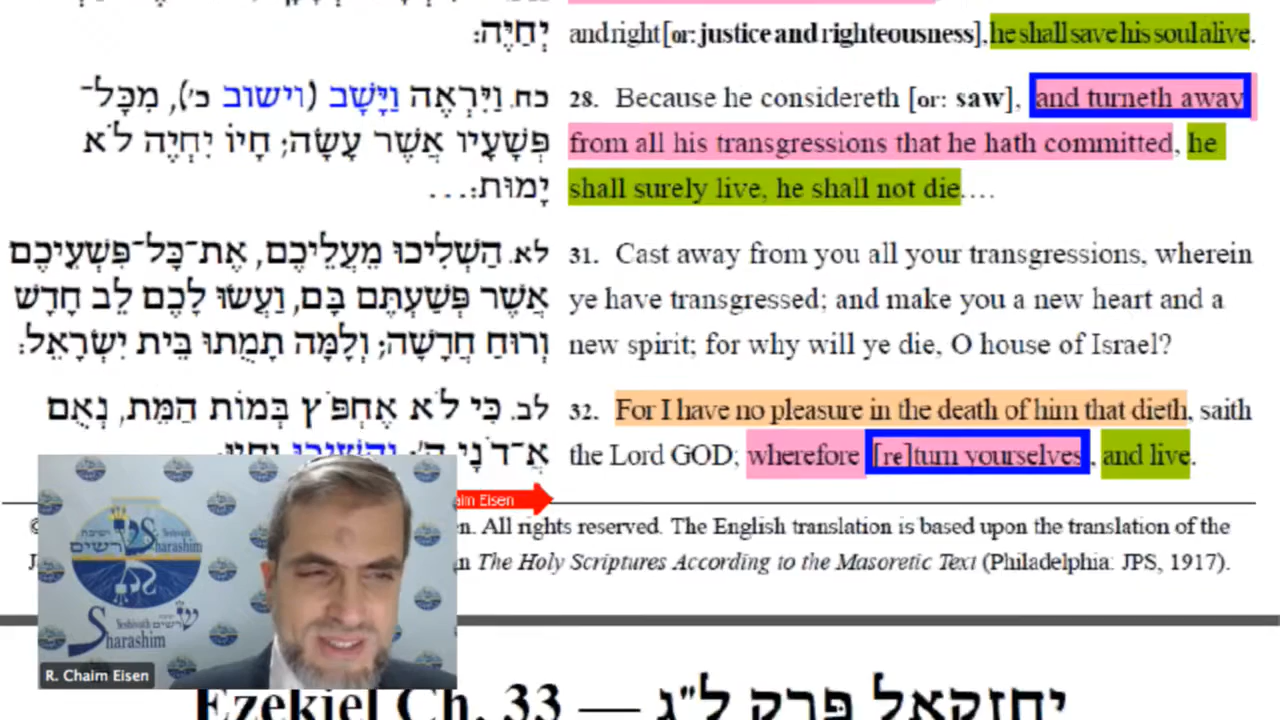 יִחְיֶה:
and right [or: justice and righteousness], he shall save his soul alive.
כח. וַיִּרְאֶה וַיָּשָׁב (וישוב כ'), מִכָּל־
פְּשָׁעָיו אֲשֶׁר עָשָׂה; חָיוֹ יִחְיֶה לֹא
יָמוּת:...
28. Because he considereth [or: saw], and turneth away
from all his transgressions that he hath committed, he
shall surely live, he shall not die....
לא. הַשְׁלִיכוּ מֵעֲלֵיכֶם, אֶת־כָּל־פִּשְׁעֵיכֶם
אֲשֶׁר פְּשַׁעְתֶּם בָּם, וַעֲשׂוּ לָכֶם לֵב חָדָשׁ
וְרוּחַ חֲדָשָׁה; וְלָמָּה תָמֻתוּ בֵּית יִשְׂרָאֵל:
31. Cast away from you all your transgressions, wherein
ye have transgressed; and make you a new heart and a
new spirit; for why will ye die, O house of Israel?
לב. כִּי לֹא אֶחְפֹּץ בְּמוֹת הַמֵּת, נְאֻם
אֲ־דֹנָי ה';
32. For I have no pleasure in the death of him that dieth, saith
the Lord GOD; wherefore [re]turn yourselves, and live.
Eisen
n. All rights reserved. The English translation is based upon the translation of the
The Holy Scriptures According to the Masoretic Text (Philadelphia: JPS, 1917).
Yeshivath
Sharashim
ישיבת
שרשים
Yeshivath
Sharashim
R. Chaim Eisen
Ezekiel Ch. 33 — יחזקאל פרק ל"ג